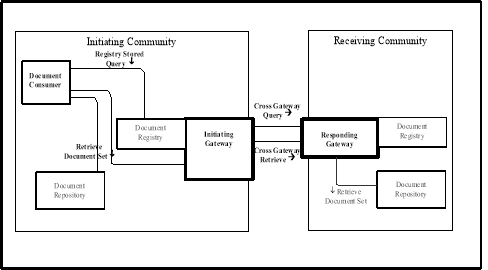 Initiating Community
Receiving Community
Registry Stored
Query ↓
Document
Consumer
Cross Gateway
Query →
Document
Registry
Initiating
Gateway
Responding
Gateway
Document
Registry
Retrieve
Document Set ↓
Cross Gateway
Retrieve →
Document
Repository
↓ Retrieve
Document Set
Document
Repository